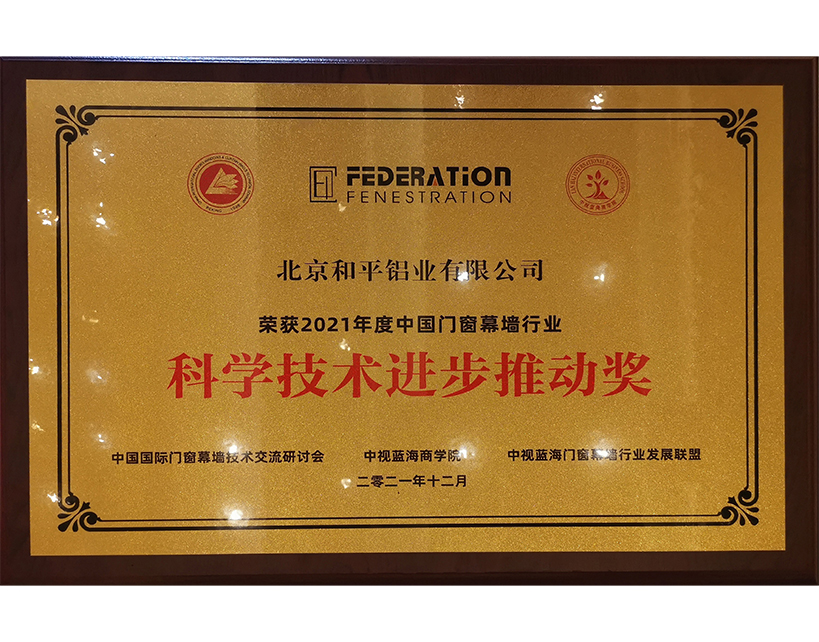 FEDERATION
FENESTRATION
北京和平铝业有限公司
荣获2021年度中国门窗幕墙行业
科学技术进步推动奖
中国国际门窗幕墙技术交流研讨会 中视蓝海商学院 中视蓝海门窗幕墙行业发展联盟
二零二一年十二月